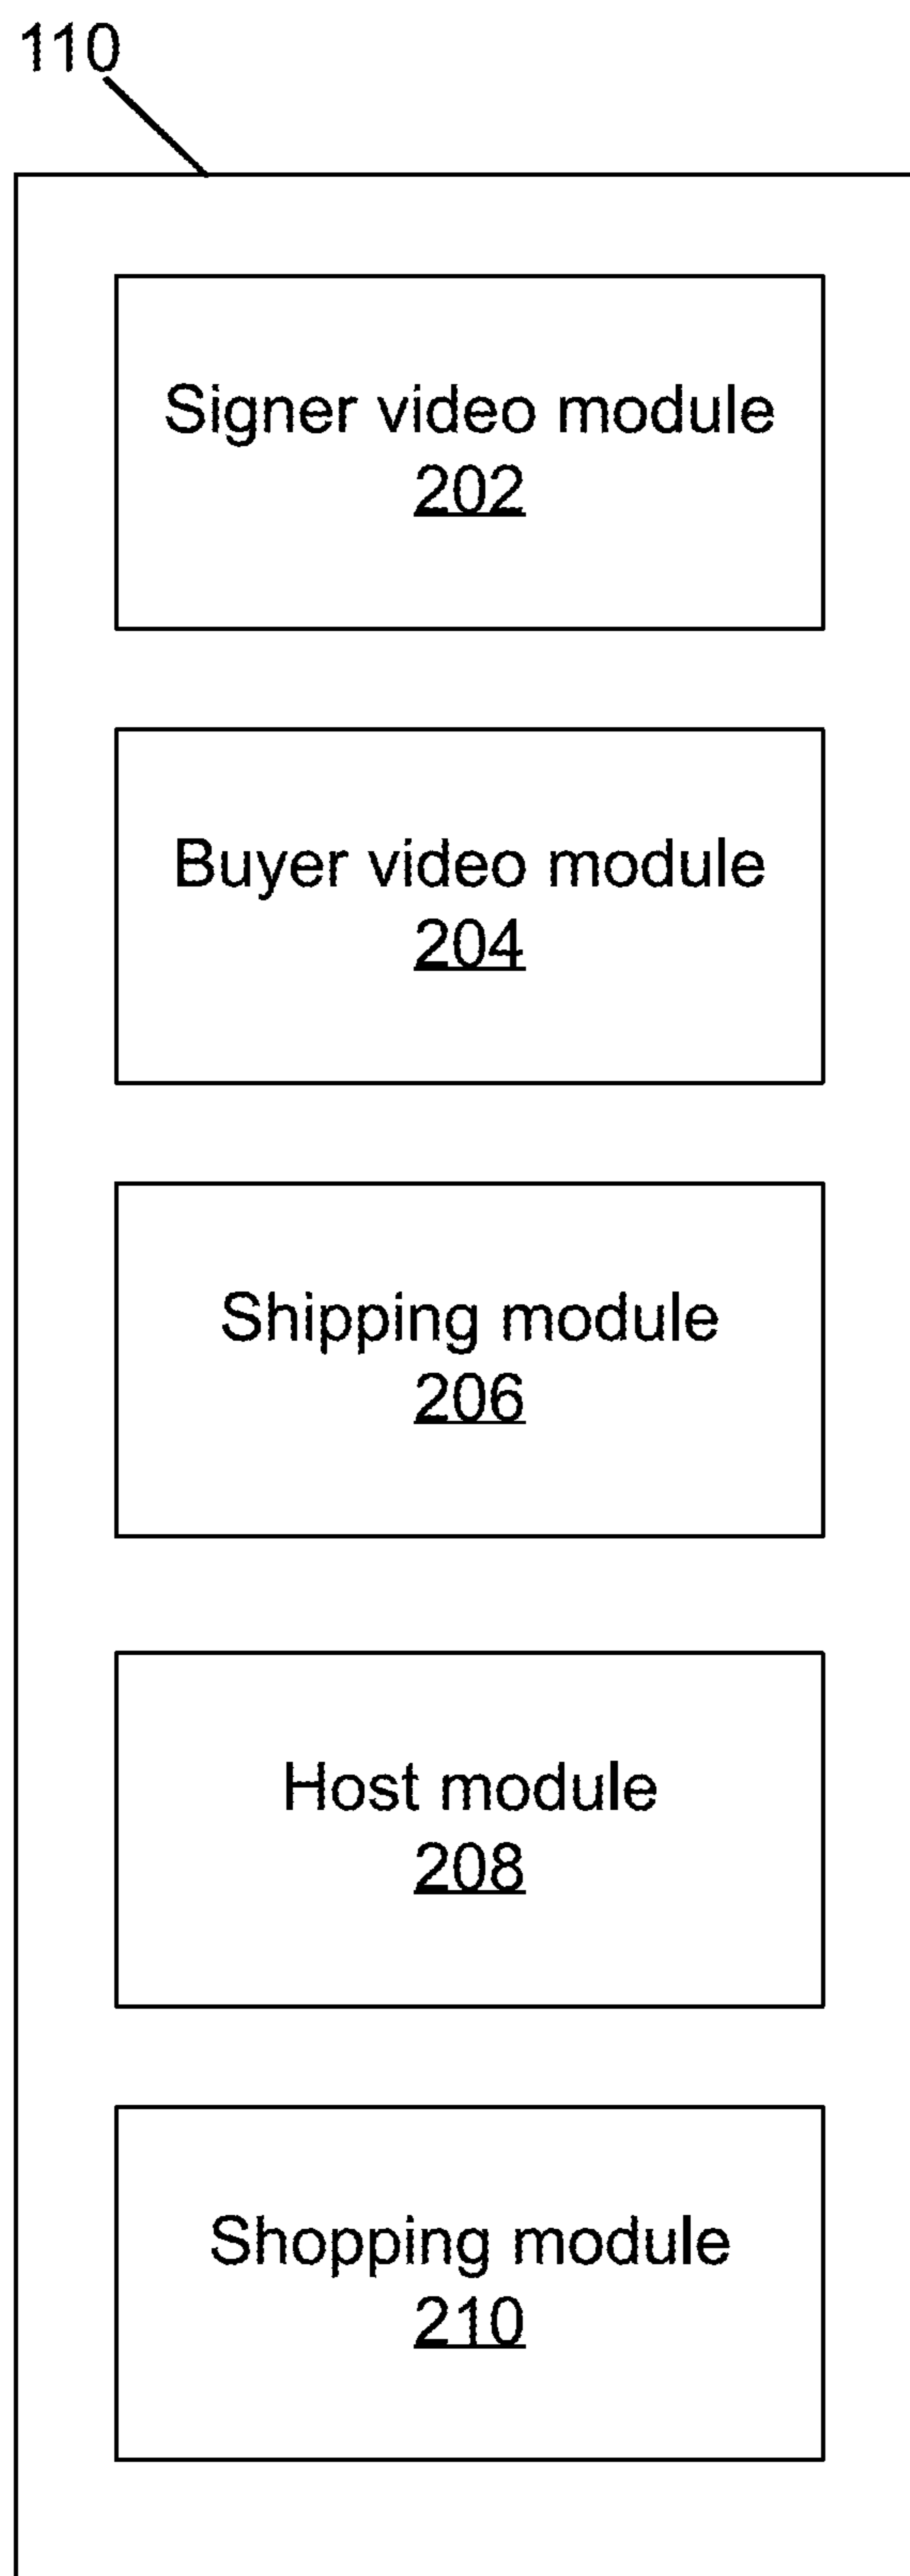 110
Signer video module
202
Buyer video module
204
Shipping module
206
Host module
208
Shopping module
210